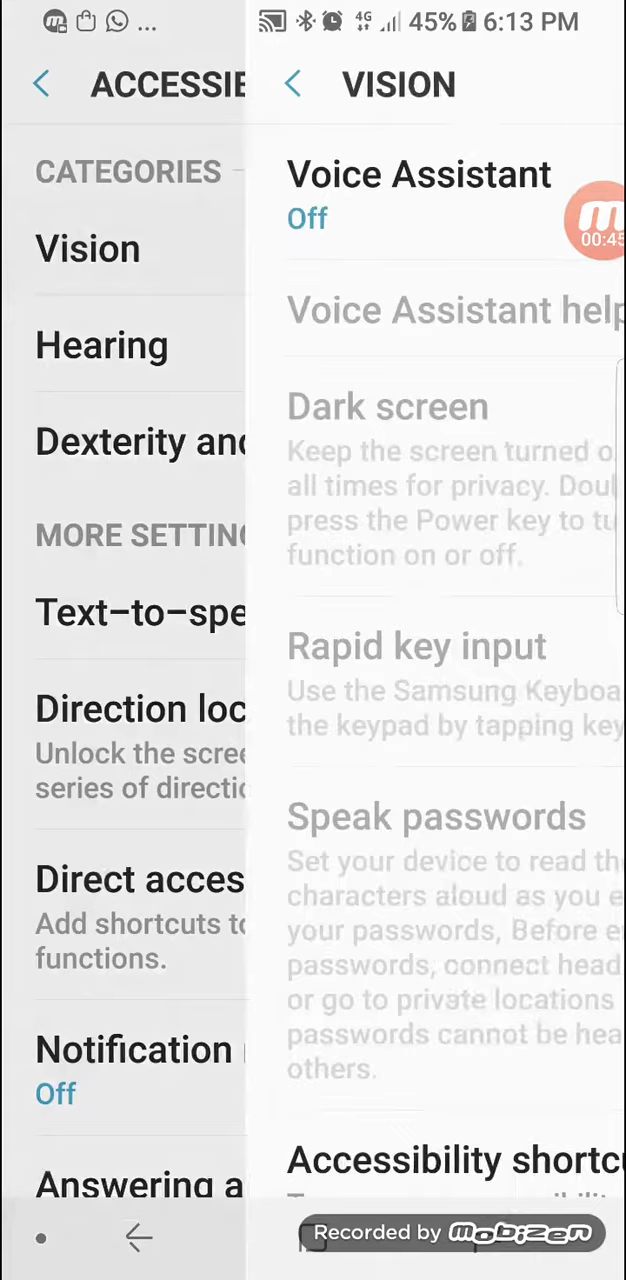 ... 4G 45% 6:13 PM
ACCESSIB
CATEGORIES
Vision
Hearing
Dexterity and
MORE SETTING
Text-to-spe
Direction loc
Unlock the scree
series of directio
Direct acces
Add shortcuts to
functions.
Notification
Off
Answering a
VISION
Voice Assistant
Off
00:45
Voice Assistant help
Dark screen
Keep the screen turned o
all times for privacy. Doub
press the Power key to tu
function on or off.
Rapid key input
Use the Samsung Keyboa
the keypad by tapping key
Speak passwords
Set your device to read th
characters aloud as you e
your passwords, Before e
passwords, connect head
or go to private locations
passwords cannot be hea
others.
Accessibility shortcu
Recorded by mobizen